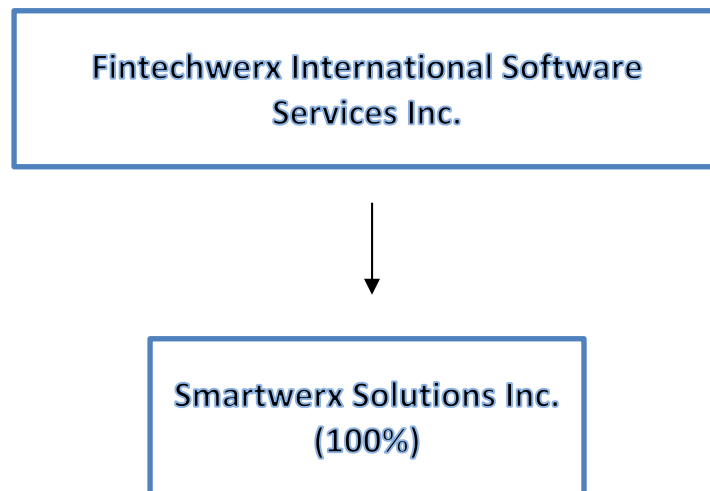 Fintechwerx International Software
Services Inc.
Smartwerx Solutions Inc.
(100%)